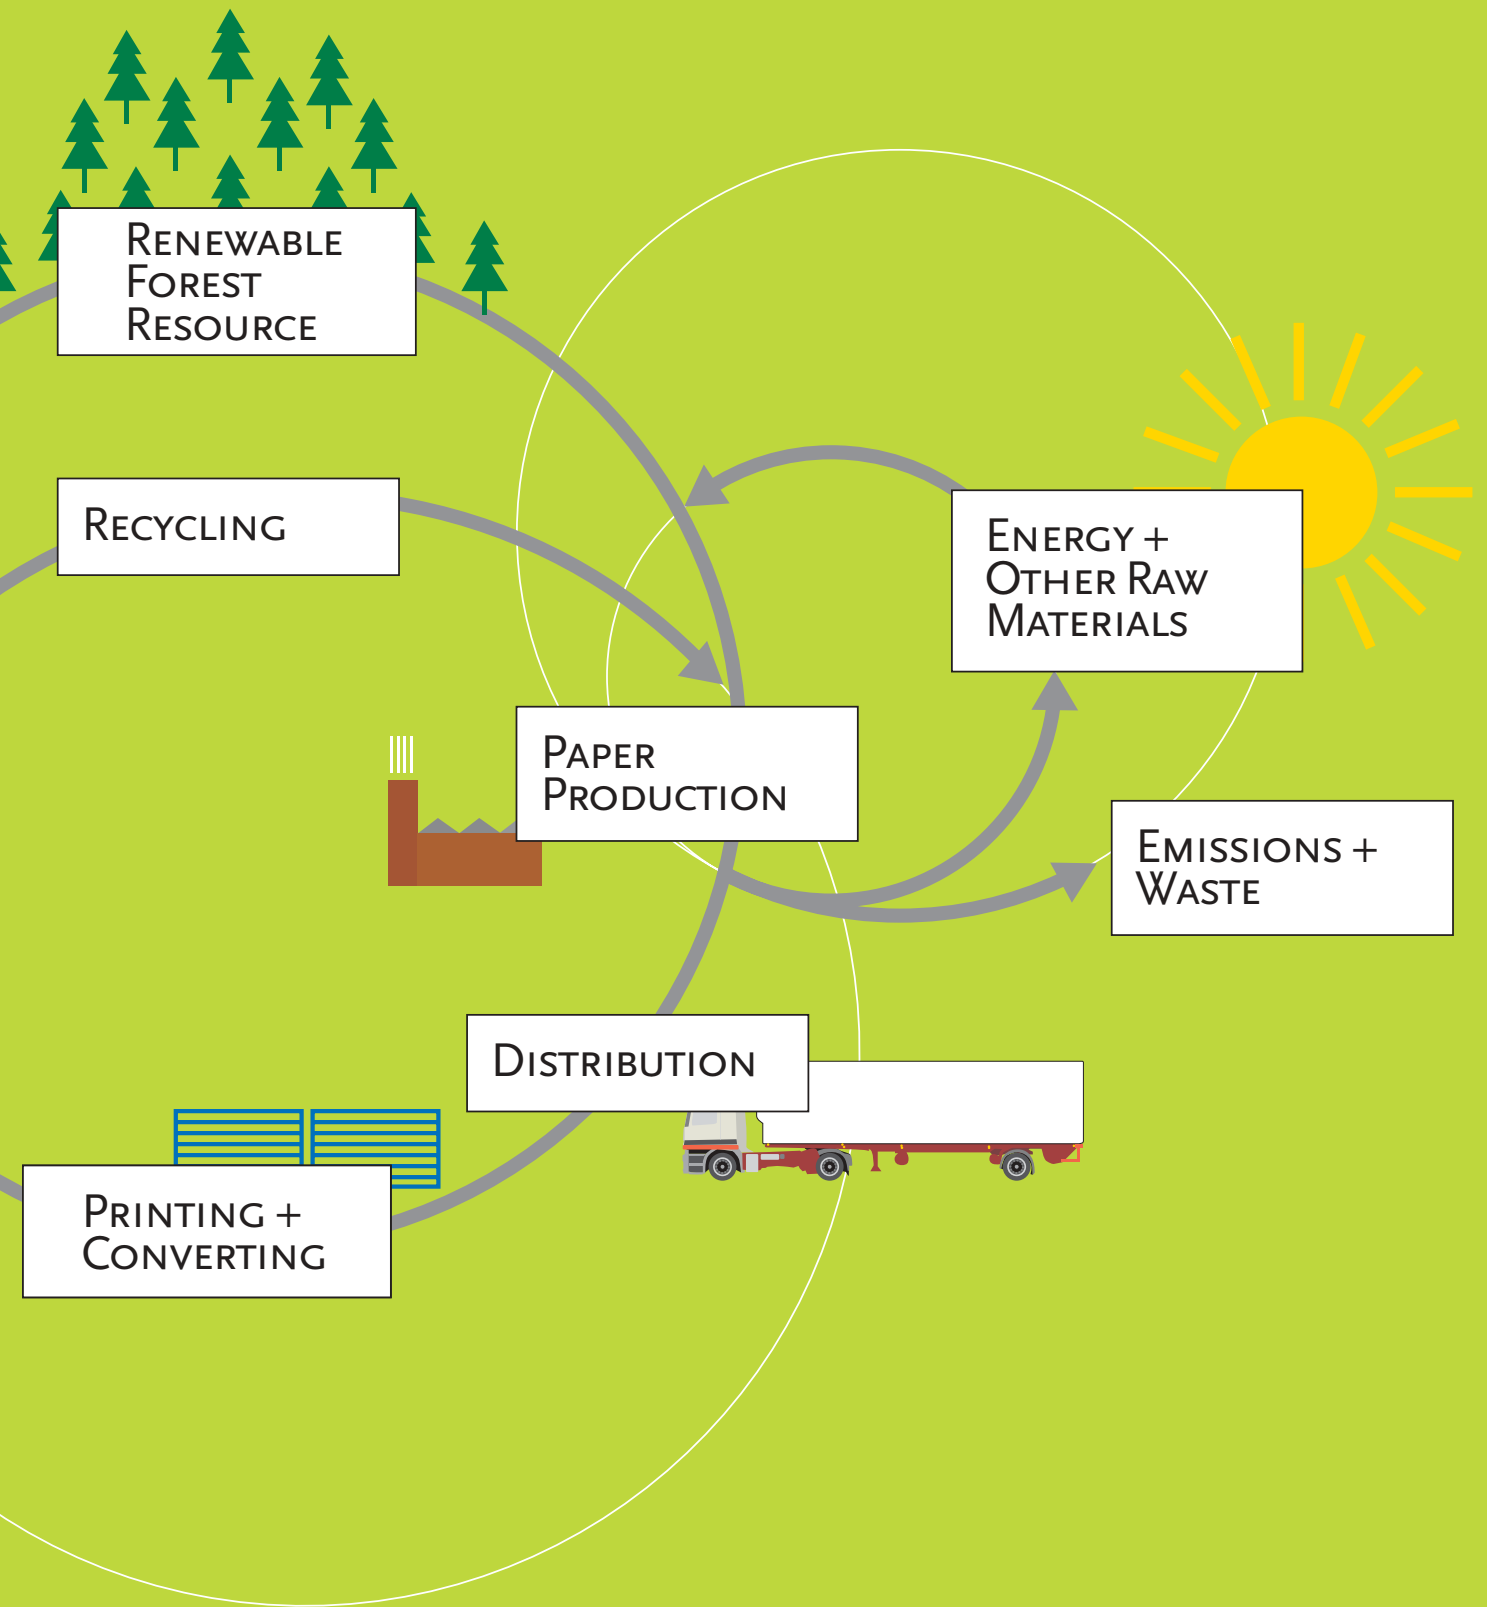 Renewable
Forest
Resource
Recycling
Energy +
Other Raw
Materials
Paper
Production
Emissions +
Waste
Distribution
Printing +
Converting